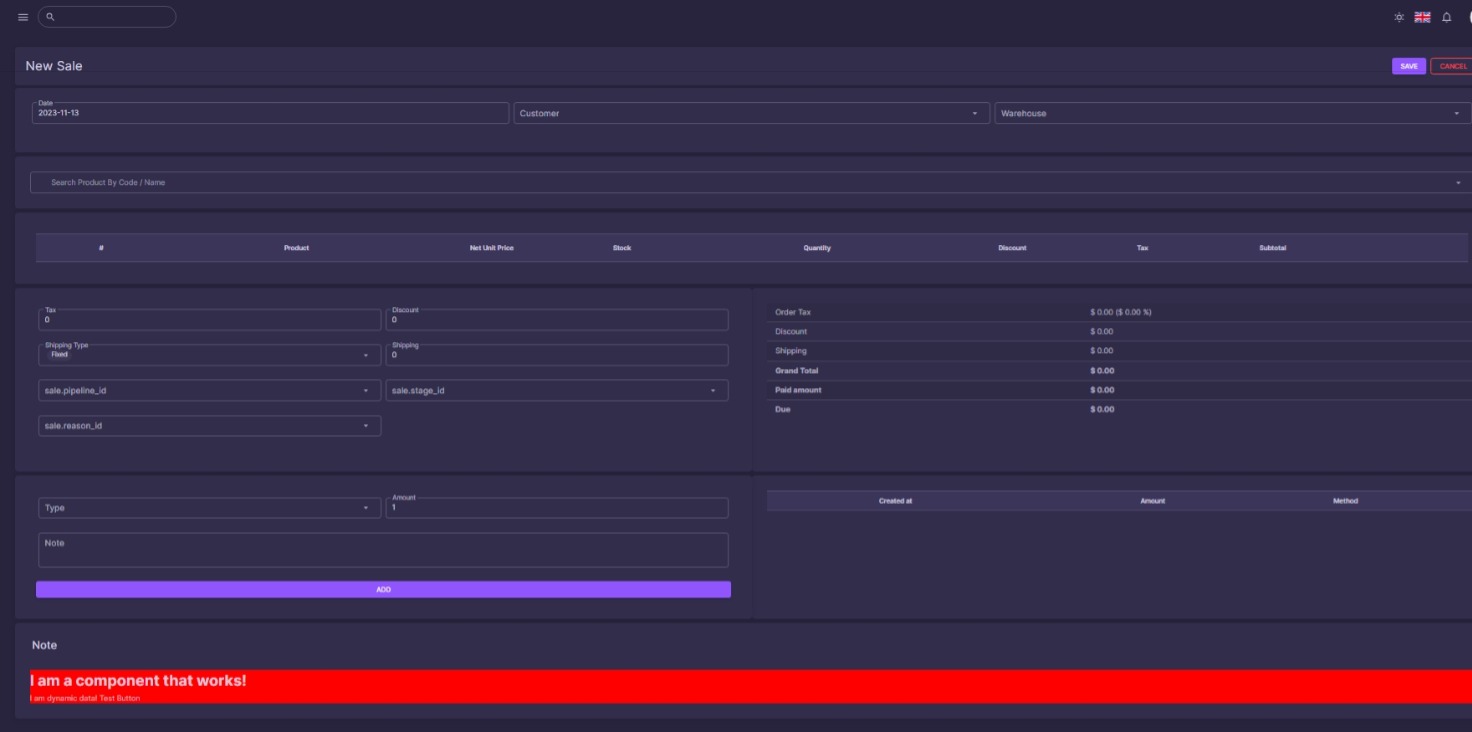 New Sale
SAVE
CANCEL
Date
2023-11-13
Customer
Warehouse
Search Product By Code / Name
# Product Net Unit Price Stock Quantity Discount Tax Subtotal
Tax
0
Discount
0
Shipping Type
Fixed
Shipping
0
sale.pipeline_id
sale.stage_id
sale.reason_id
Order Tax $ 0.00 ($ 0.00 %)
Discount $ 0.00
Shipping $ 0.00
Grand Total $ 0.00
Paid amount $ 0.00
Due $ 0.00
Type
Amount
1
Note
ADD
Created at Amount Method
Note
I am a component that works!
I am dynamic data! Test Button